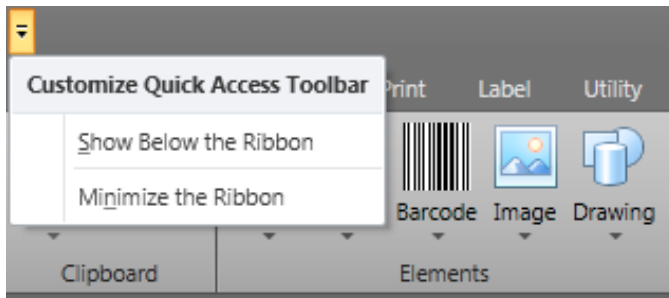 Customize Quick Access Toolbar
Print Label Utility
Show Below the Ribbon
Minimize the Ribbon
Barcode Image Drawing
Clipboard Elements